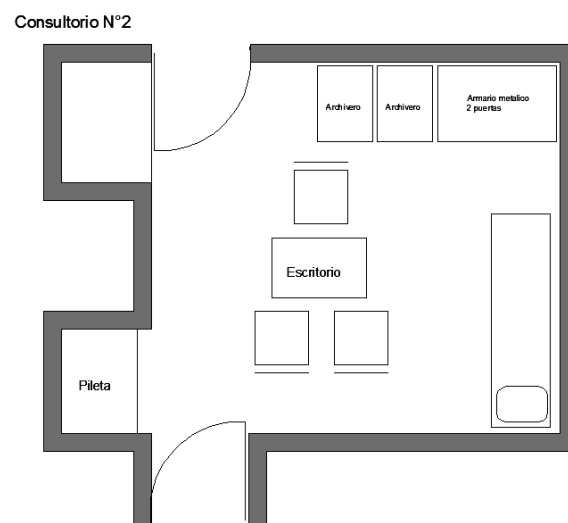 Consultorio N°2
Archivero
Archivero
Armario metalico
2 puertas
Escritorio
Pileta